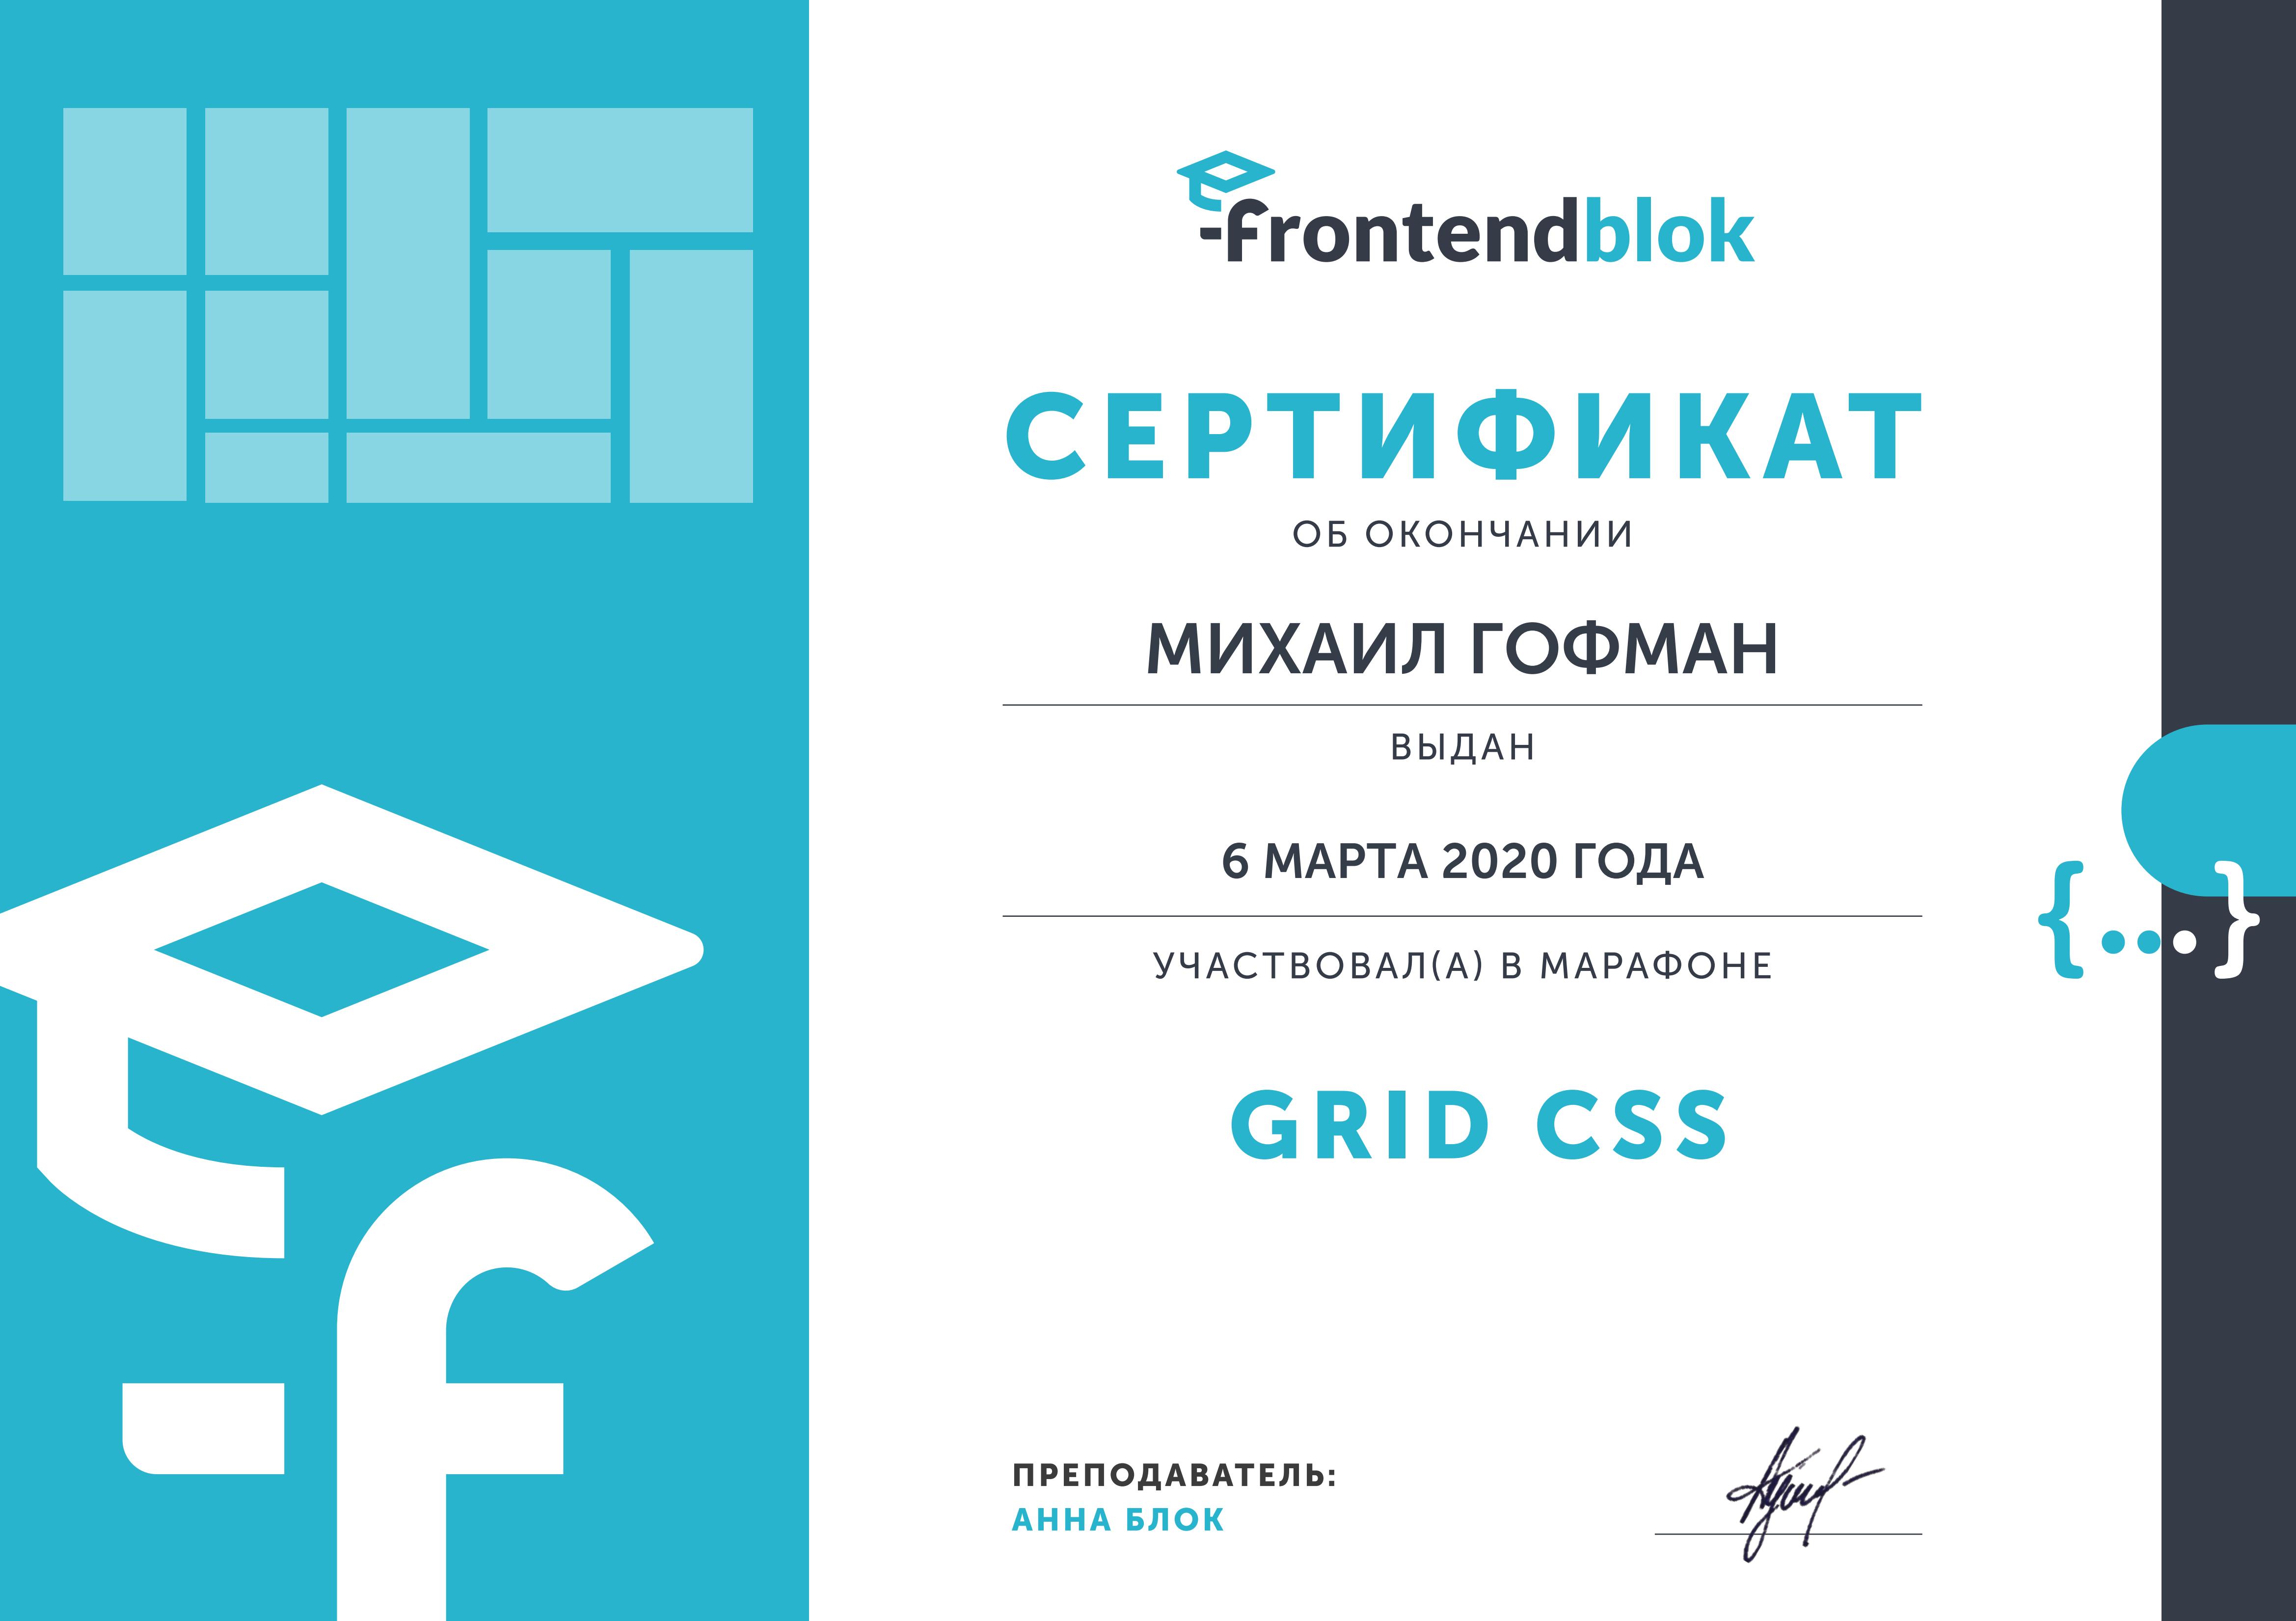 frontendblok
СЕРТИФИКАТ
ОБ ОКОНЧАНИИ
МИХАИЛ ГОФМАН
ВЫДАН
6 МАРТА 2020 ГОДА
УЧАСТВОВАЛ(А) В МАРАФОНЕ
{...}
GRID CSS
ПРЕПОДАВАТЕЛЬ:
АННА БЛОК